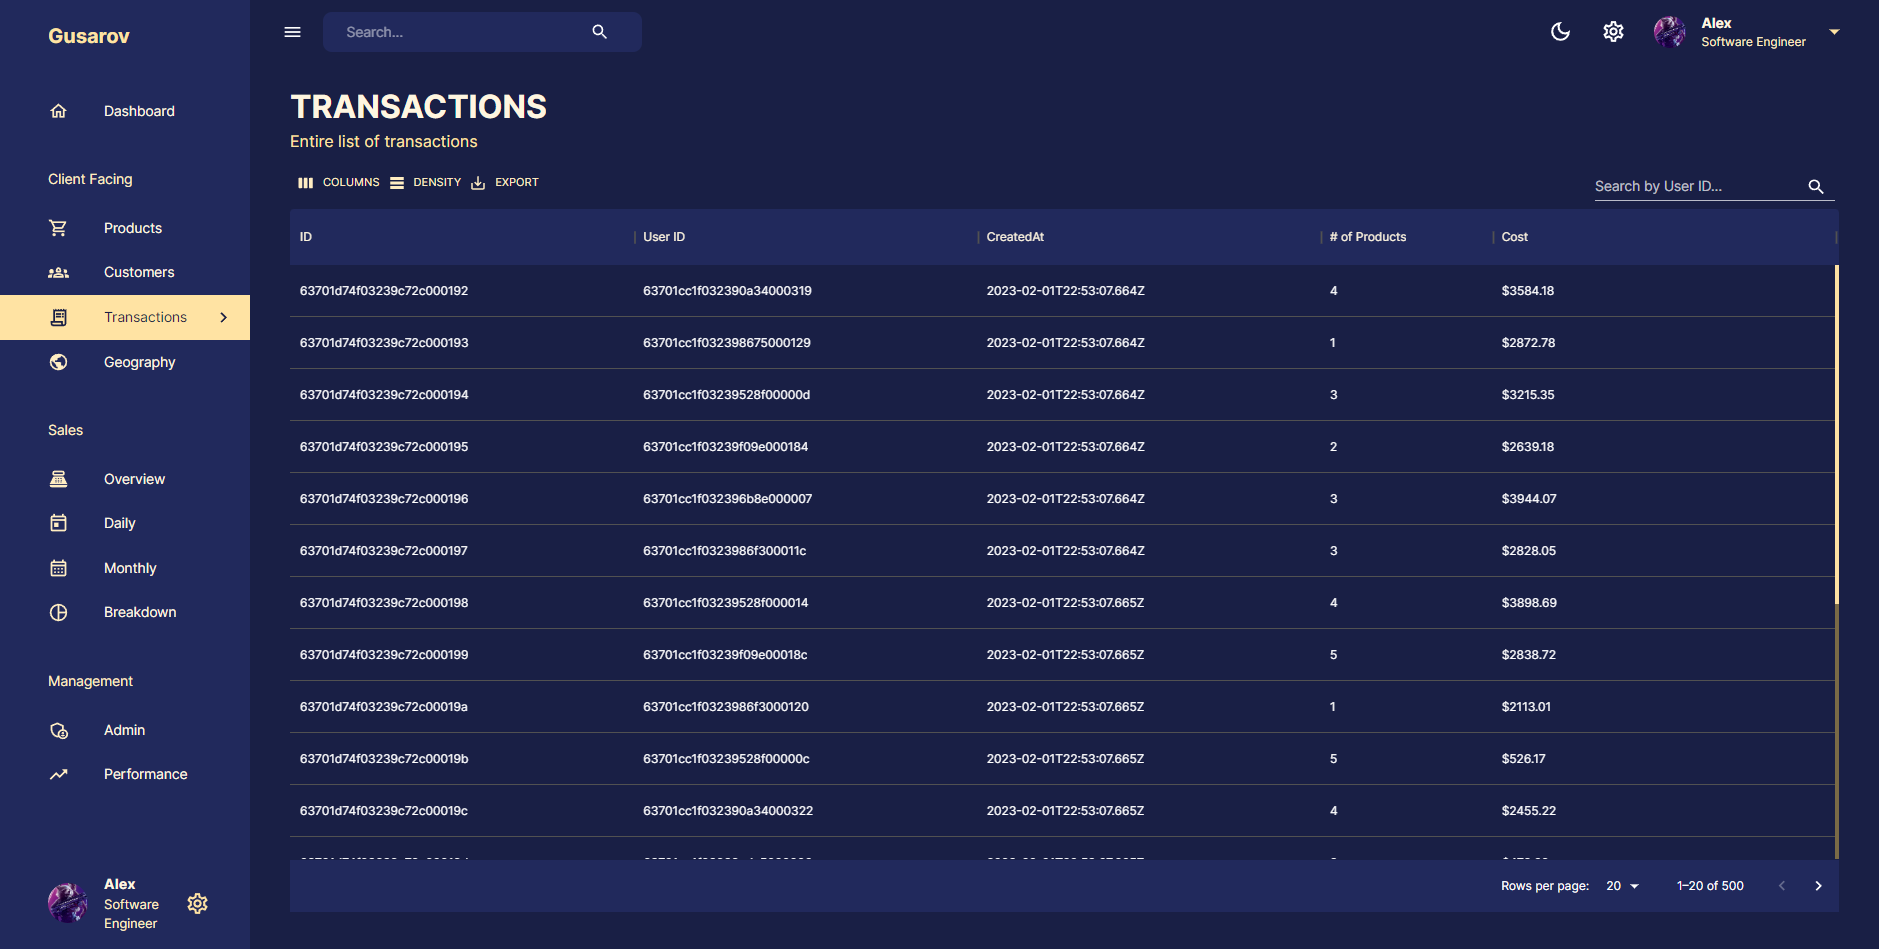 Gusarov
Dashboard
Client Facing
Products
Customers
Transactions
Geography
Sales
Overview
Daily
Monthly
Breakdown
Management
Admin
Performance
Alex
Software
Engineer
Search...
Alex
Software Engineer
TRANSACTIONS
Entire list of transactions
COLUMNS DENSITY EXPORT
Search by User ID...
ID User ID CreatedAt # of Products Cost
63701d74f03239c72c000192 63701cc1f032390a34000319 2023-02-01T22:53:07.664Z 4 $3584.18
63701d74f03239c72c000193 63701cc1f032398675000129 2023-02-01T22:53:07.664Z 1 $2872.78
63701d74f03239c72c000194 63701cc1f03239528f00000d 2023-02-01T22:53:07.664Z 3 $3215.35
63701d74f03239c72c000195 63701cc1f03239f09e000184 2023-02-01T22:53:07.664Z 2 $2639.18
63701d74f03239c72c000196 63701cc1f032396b8e000007 2023-02-01T22:53:07.664Z 3 $3944.07
63701d74f03239c72c000197 63701cc1f0323986f300011c 2023-02-01T22:53:07.664Z 3 $2828.05
63701d74f03239c72c000198 63701cc1f03239528f000014 2023-02-01T22:53:07.665Z 4 $3898.69
63701d74f03239c72c000199 63701cc1f03239f09e00018c 2023-02-01T22:53:07.665Z 5 $2838.72
63701d74f03239c72c00019a 63701cc1f0323986f3000120 2023-02-01T22:53:07.665Z 1 $2113.01
63701d74f03239c72c00019b 63701cc1f03239528f00000c 2023-02-01T22:53:07.665Z 5 $526.17
63701d74f03239c72c00019c 63701cc1f032390a34000322 2023-02-01T22:53:07.665Z 4 $2455.22
Rows per page: 20 1–20 of 500